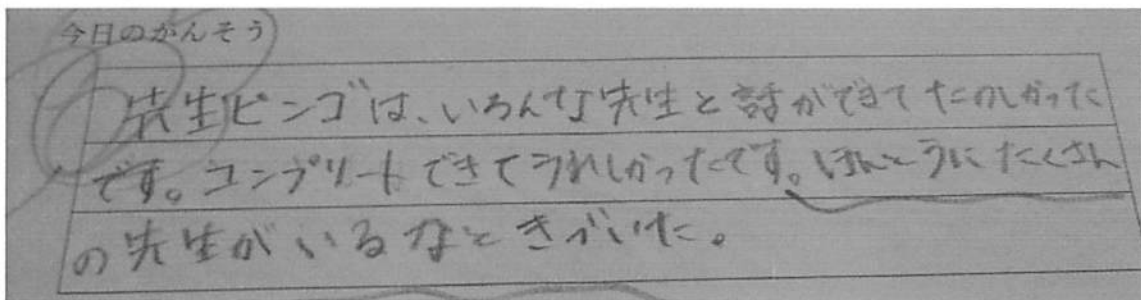 今日のかんそう
先生ビンゴは、いろんな先生と話ができてたのしかった
です。コンプリートできてうれしかったです。ほんとうにたくさん
の先生がいるなときづいた。